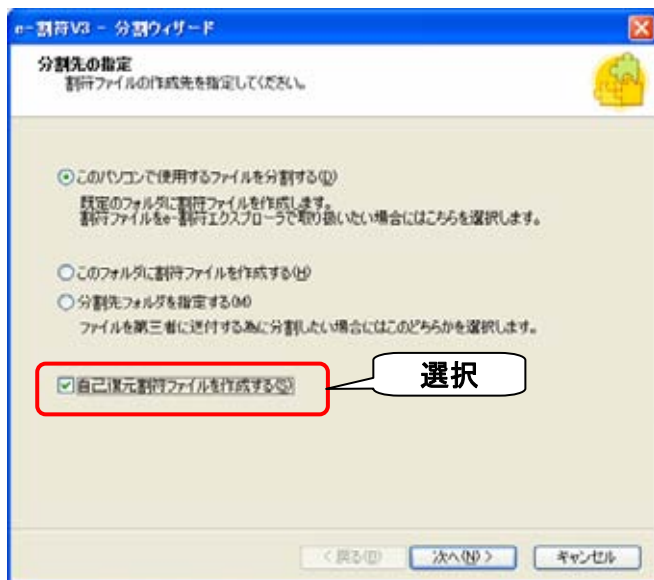 e-割符V3 - 分割ウィザード
分割先の指定
割符ファイルの作成先を指定してください。
このパソコンで使用するファイルを分割する(D)
既定のフォルダに割符ファイルを作成します。
割符ファイルをe-割符エクスプローラで取り扱いたい場合にはこちらを選択します。
このフォルダに割符ファイルを作成する(H)
分割先フォルダを指定する(M)
ファイルを第三者に送付する為に分割したい場合にはこのどちらかを選択します。
自己復元割符ファイルを作成する(S)
選択
< 戻る(B)
次へ(N) >
キャンセル